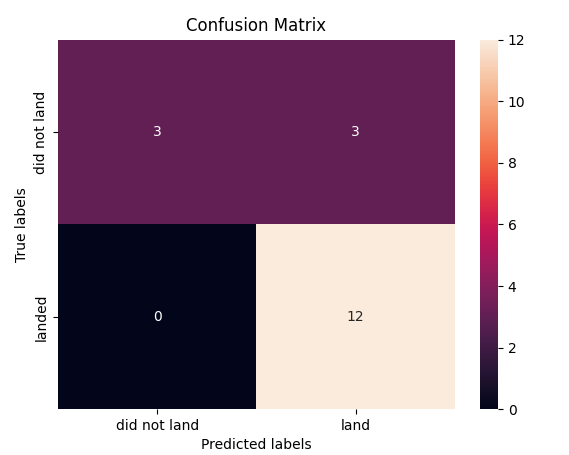 Confusion Matrix
True labels
did not land
landed
3
3
0
12
did not land
land
Predicted labels
12
10
8
6
4
2
0